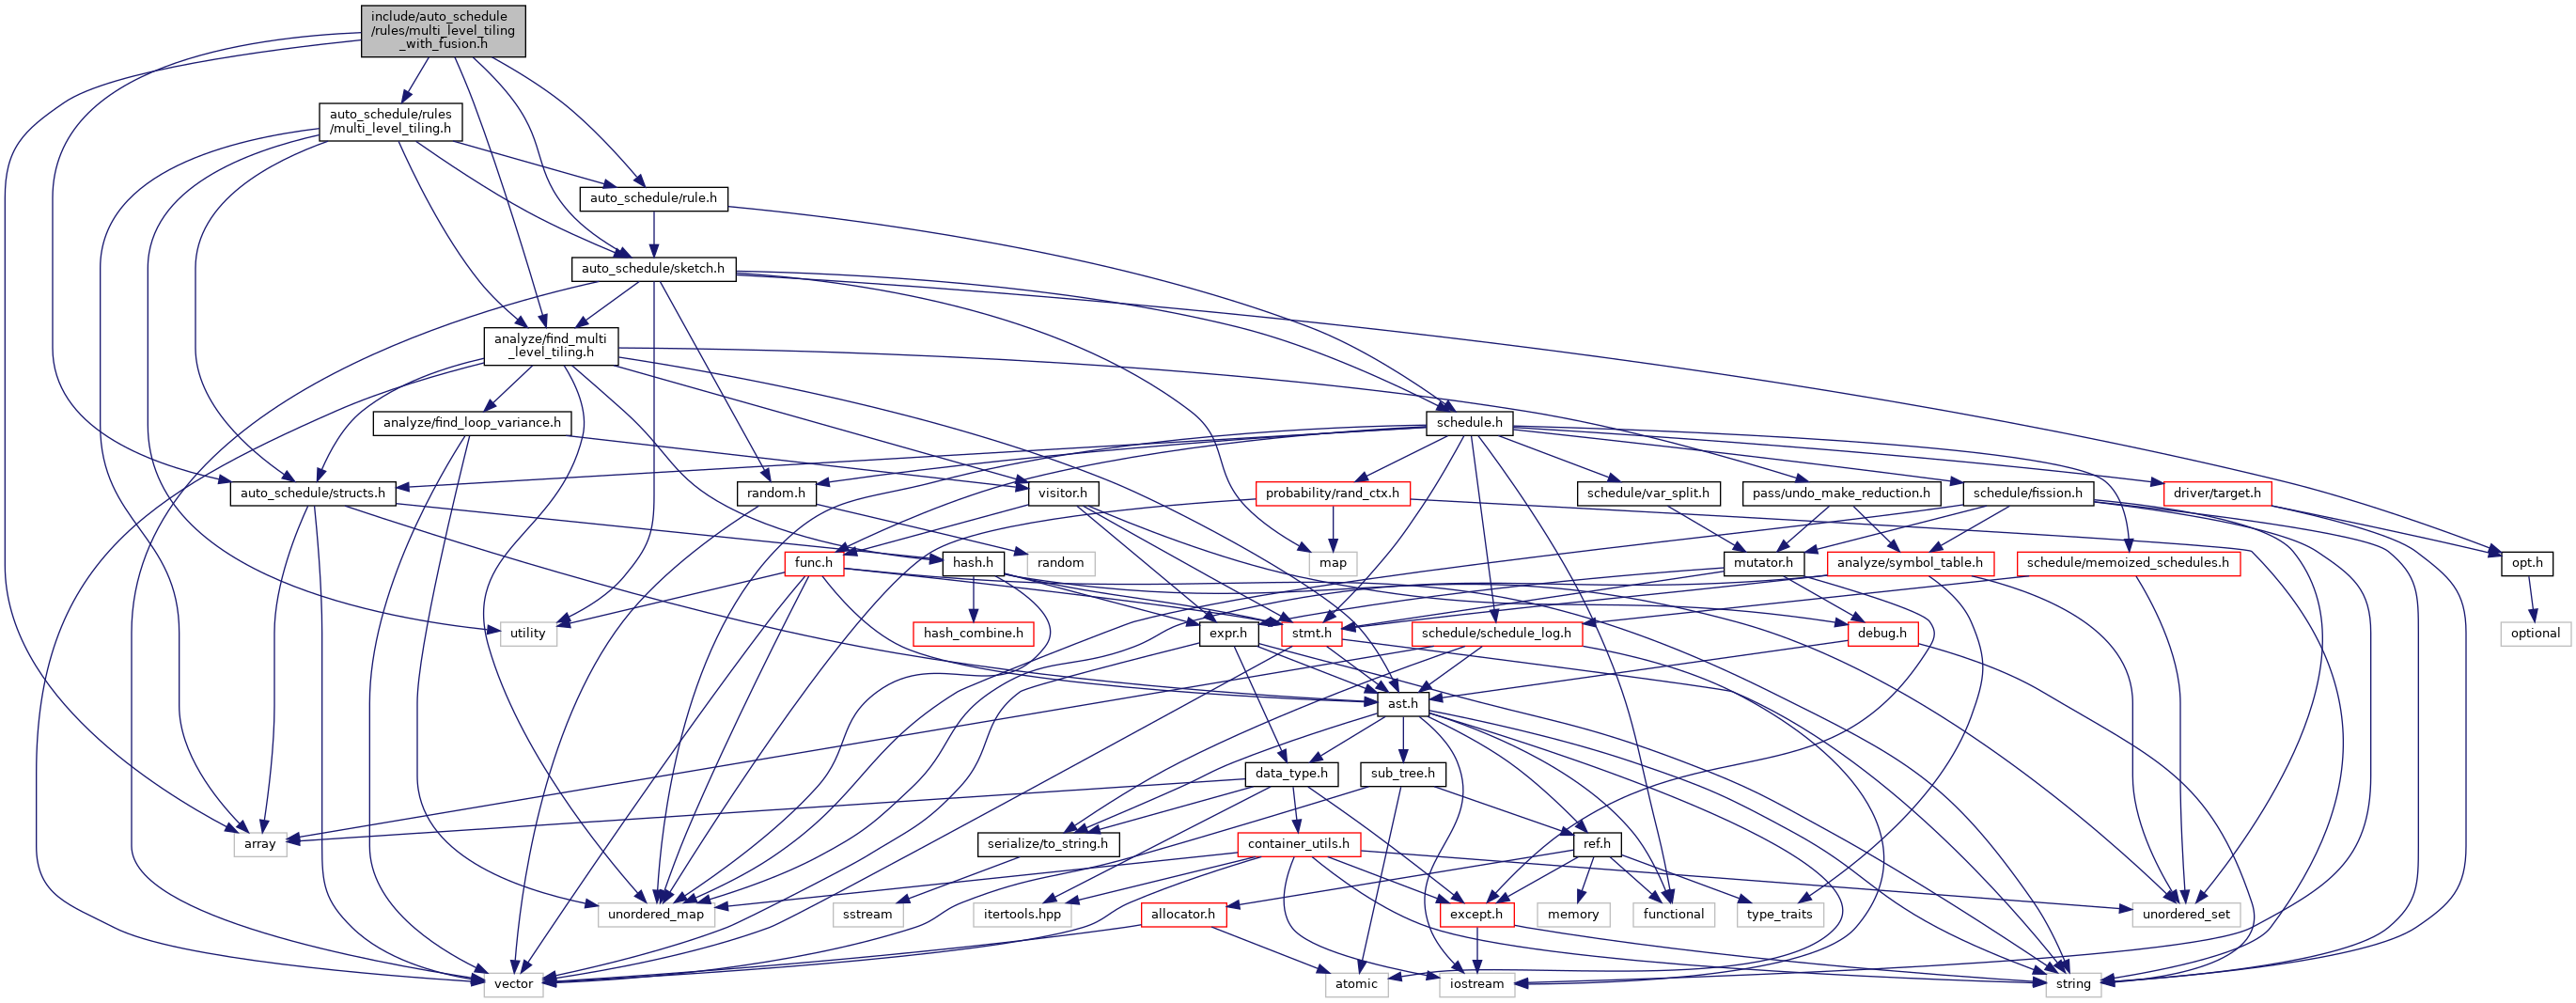 include/auto_schedule
/rules/multi_level_tiling
_with_fusion.h
auto_schedule/rules
/multi_level_tiling.h
auto_schedule/rule.h
auto_schedule/sketch.h
analyze/find_multi
_level_tiling.h
analyze/find_loop_variance.h
schedule.h
auto_schedule/structs.h
random.h
visitor.h
probability/rand_ctx.h
schedule/var_split.h
pass/undo_make_reduction.h
schedule/fission.h
driver/target.h
func.h
hash.h
random
map
mutator.h
analyze/symbol_table.h
schedule/memoized_schedules.h
opt.h
utility
hash_combine.h
expr.h
stmt.h
schedule/schedule_log.h
debug.h
optional
ast.h
data_type.h
sub_tree.h
array
serialize/to_string.h
container_utils.h
ref.h
unordered_map
sstream
itertools.hpp
allocator.h
except.h
memory
functional
type_traits
unordered_set
vector
atomic
iostream
string